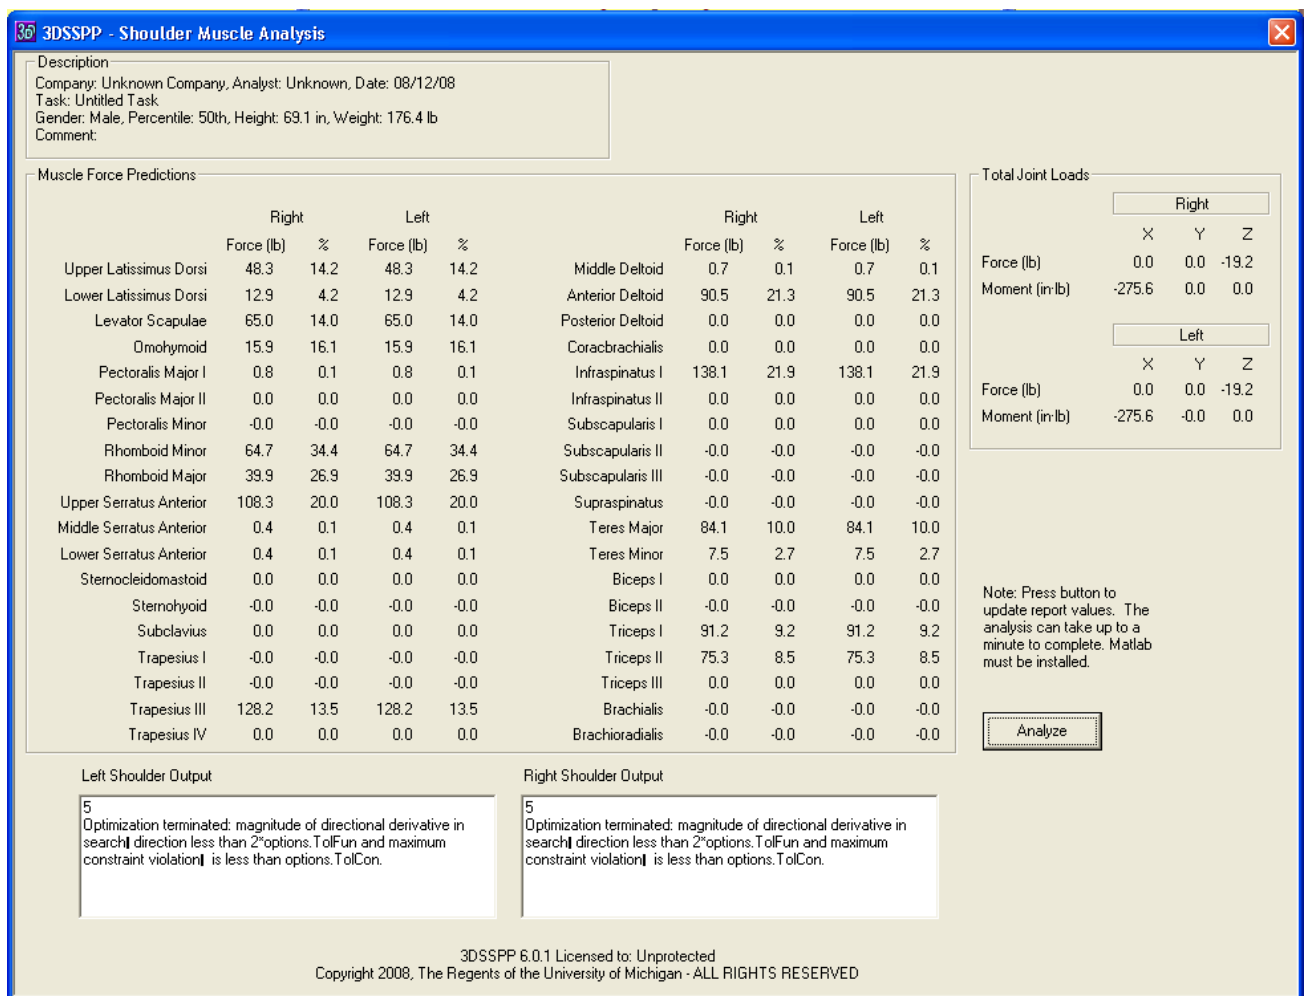 3DSSPP - Shoulder Muscle Analysis
Description
Company: Unknown Company, Analyst: Unknown, Date: 08/12/08
Task: Untitled Task
Gender: Male, Percentile: 50th, Height: 69.1 in, Weight: 176.4 lb
Comment:
Muscle Force Predictions
Right Left
Force (lb) % Force (lb) %
Upper Latissimus Dorsi 48.3 14.2 48.3 14.2
Lower Latissimus Dorsi 12.9 4.2 12.9 4.2
Levator Scapulae 65.0 14.0 65.0 14.0
Omohymoid 15.9 16.1 15.9 16.1
Pectoralis Major I 0.8 0.1 0.8 0.1
Pectoralis Major II 0.0 0.0 0.0 0.0
Pectoralis Minor -0.0 -0.0 -0.0 -0.0
Rhomboid Minor 64.7 34.4 64.7 34.4
Rhomboid Major 39.9 26.9 39.9 26.9
Upper Serratus Anterior 108.3 20.0 108.3 20.0
Middle Serratus Anterior 0.4 0.1 0.4 0.1
Lower Serratus Anterior 0.4 0.1 0.4 0.1
Sternocleidomastoid 0.0 0.0 0.0 0.0
Sternohyoid -0.0 -0.0 -0.0 -0.0
Subclavius 0.0 0.0 0.0 0.0
Trapesius I -0.0 -0.0 -0.0 -0.0
Trapesius II -0.0 -0.0 -0.0 -0.0
Trapesius III 128.2 13.5 128.2 13.5
Trapesius IV 0.0 0.0 0.0 0.0
Right Left
Force (lb) % Force (lb) %
Middle Deltoid 0.7 0.1 0.7 0.1
Anterior Deltoid 90.5 21.3 90.5 21.3
Posterior Deltoid 0.0 0.0 0.0 0.0
Coracbrachialis 0.0 0.0 0.0 0.0
Infraspinatus I 138.1 21.9 138.1 21.9
Infraspinatus II 0.0 0.0 0.0 0.0
Subscapularis I 0.0 0.0 0.0 0.0
Subscapularis II -0.0 -0.0 -0.0 -0.0
Subscapularis III -0.0 -0.0 -0.0 -0.0
Supraspinatus -0.0 -0.0 -0.0 -0.0
Teres Major 84.1 10.0 84.1 10.0
Teres Minor 7.5 2.7 7.5 2.7
Biceps I 0.0 0.0 0.0 0.0
Biceps II -0.0 -0.0 -0.0 -0.0
Triceps I 91.2 9.2 91.2 9.2
Triceps II 75.3 8.5 75.3 8.5
Triceps III 0.0 0.0 0.0 0.0
Brachialis -0.0 -0.0 -0.0 -0.0
Brachioradialis -0.0 -0.0 -0.0 -0.0
Total Joint Loads
Right
X Y Z
Force (lb) 0.0 0.0 -19.2
Moment (in·lb) -275.6 0.0 0.0
Left
X Y Z
Force (lb) 0.0 0.0 -19.2
Moment (in·lb) -275.6 -0.0 0.0
Note: Press button to
update report values. The
analysis can take up to a
minute to complete. Matlab
must be installed.
Analyze
Left Shoulder Output
5
Optimization terminated: magnitude of directional derivative in
search direction less than 2*options.TolFun and maximum
constraint violation is less than options.TolCon.
Right Shoulder Output
5
Optimization terminated: magnitude of directional derivative in
search direction less than 2*options.TolFun and maximum
constraint violation is less than options.TolCon.
3DSSPP 6.0.1 Licensed to: Unprotected
Copyright 2008, The Regents of the University of Michigan - ALL RIGHTS RESERVED